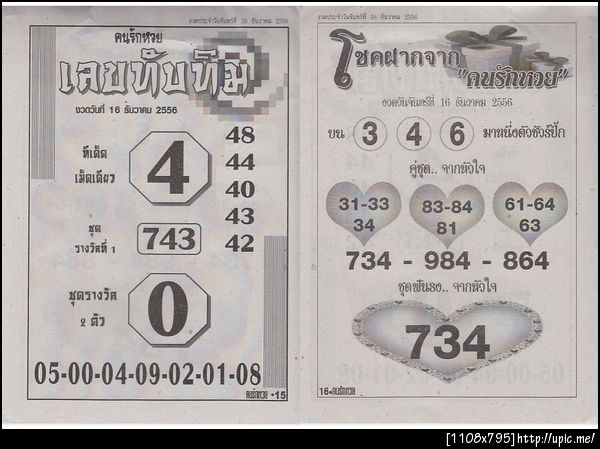 งวดประจำวันจันทร์ที่ 16 ธันวาคม 2556
คนรักหวย
เลขทับทิม
งวดวันที่ 16 ธันวาคม 2556
ทีเด็ด
เม็ดเดียว
4
48
44
40
43
42
ชุด
รางวัลที่ 1
743
ชุดรางวัล
2 ตัว
0
05-00-04-09-02-01-08
คนรักหวย -15
งวดประจำวันจันทร์ที่ 16 ธันวาคม 2556
โชคฝากจาก
"คนรักหวย"
งวดวันจันทร์ที่ 16 ธันวาคม 2556
บน 3 4 6 มาหนึ่งตัวชัวร์ปึ้ก
คู่ชุด.. จากหัวใจ
31-33
34
83-84
81
61-64
63
734 - 984 - 864
ชุดฟันธง.. จากหัวใจ
734
16-คนรักหวย
[1108x795] http://upic.me/